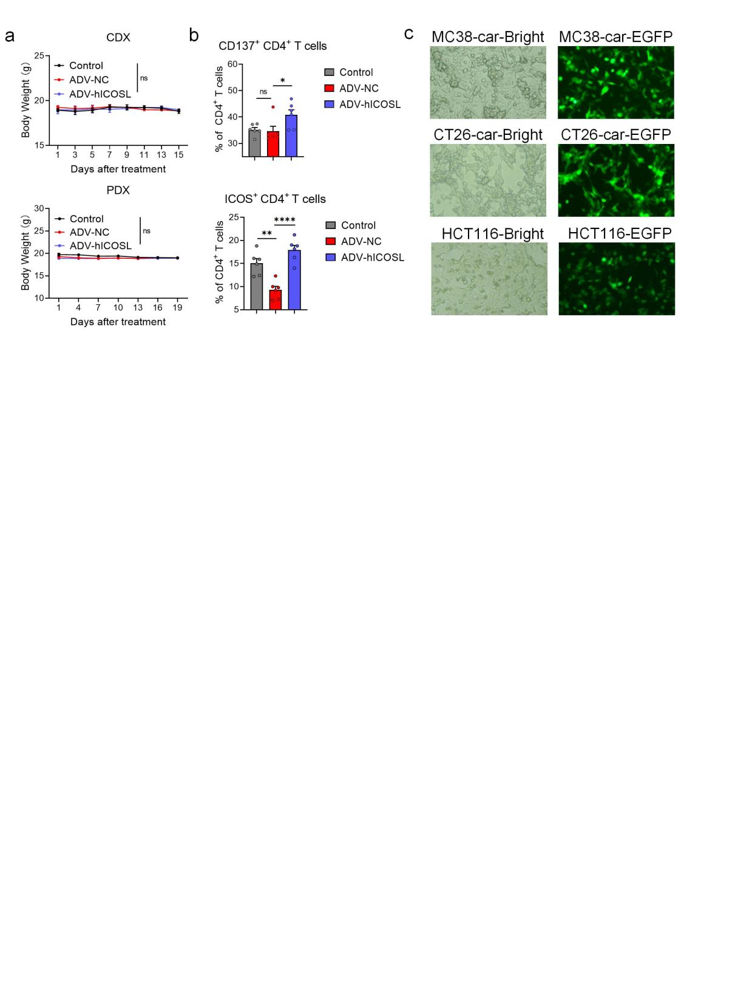 a
CDX
25
20
15
Body Weight (g)
Control
ADV-NC
ADV-hICOSL
ns
1 3 5 7 9 11 13 15
Days after treatment
PDX
30
25
20
15
10
Body Weight (g)
Control
ADV-NC
ADV-hICOSL
ns
1 4 7 10 13 16 19
Days after treatment
b
CD137+ CD4+ T cells
60
50
40
30
% of CD4+ T cells
ns
*
Control
ADV-NC
ADV-hICOSL
ICOS+ CD4+ T cells
25
20
15
10
5
% of CD4+ T cells
**
****
Control
ADV-NC
ADV-hICOSL
c
MC38-car-Bright MC38-car-EGFP
CT26-car-Bright CT26-car-EGFP
HCT116-Bright HCT116-EGFP